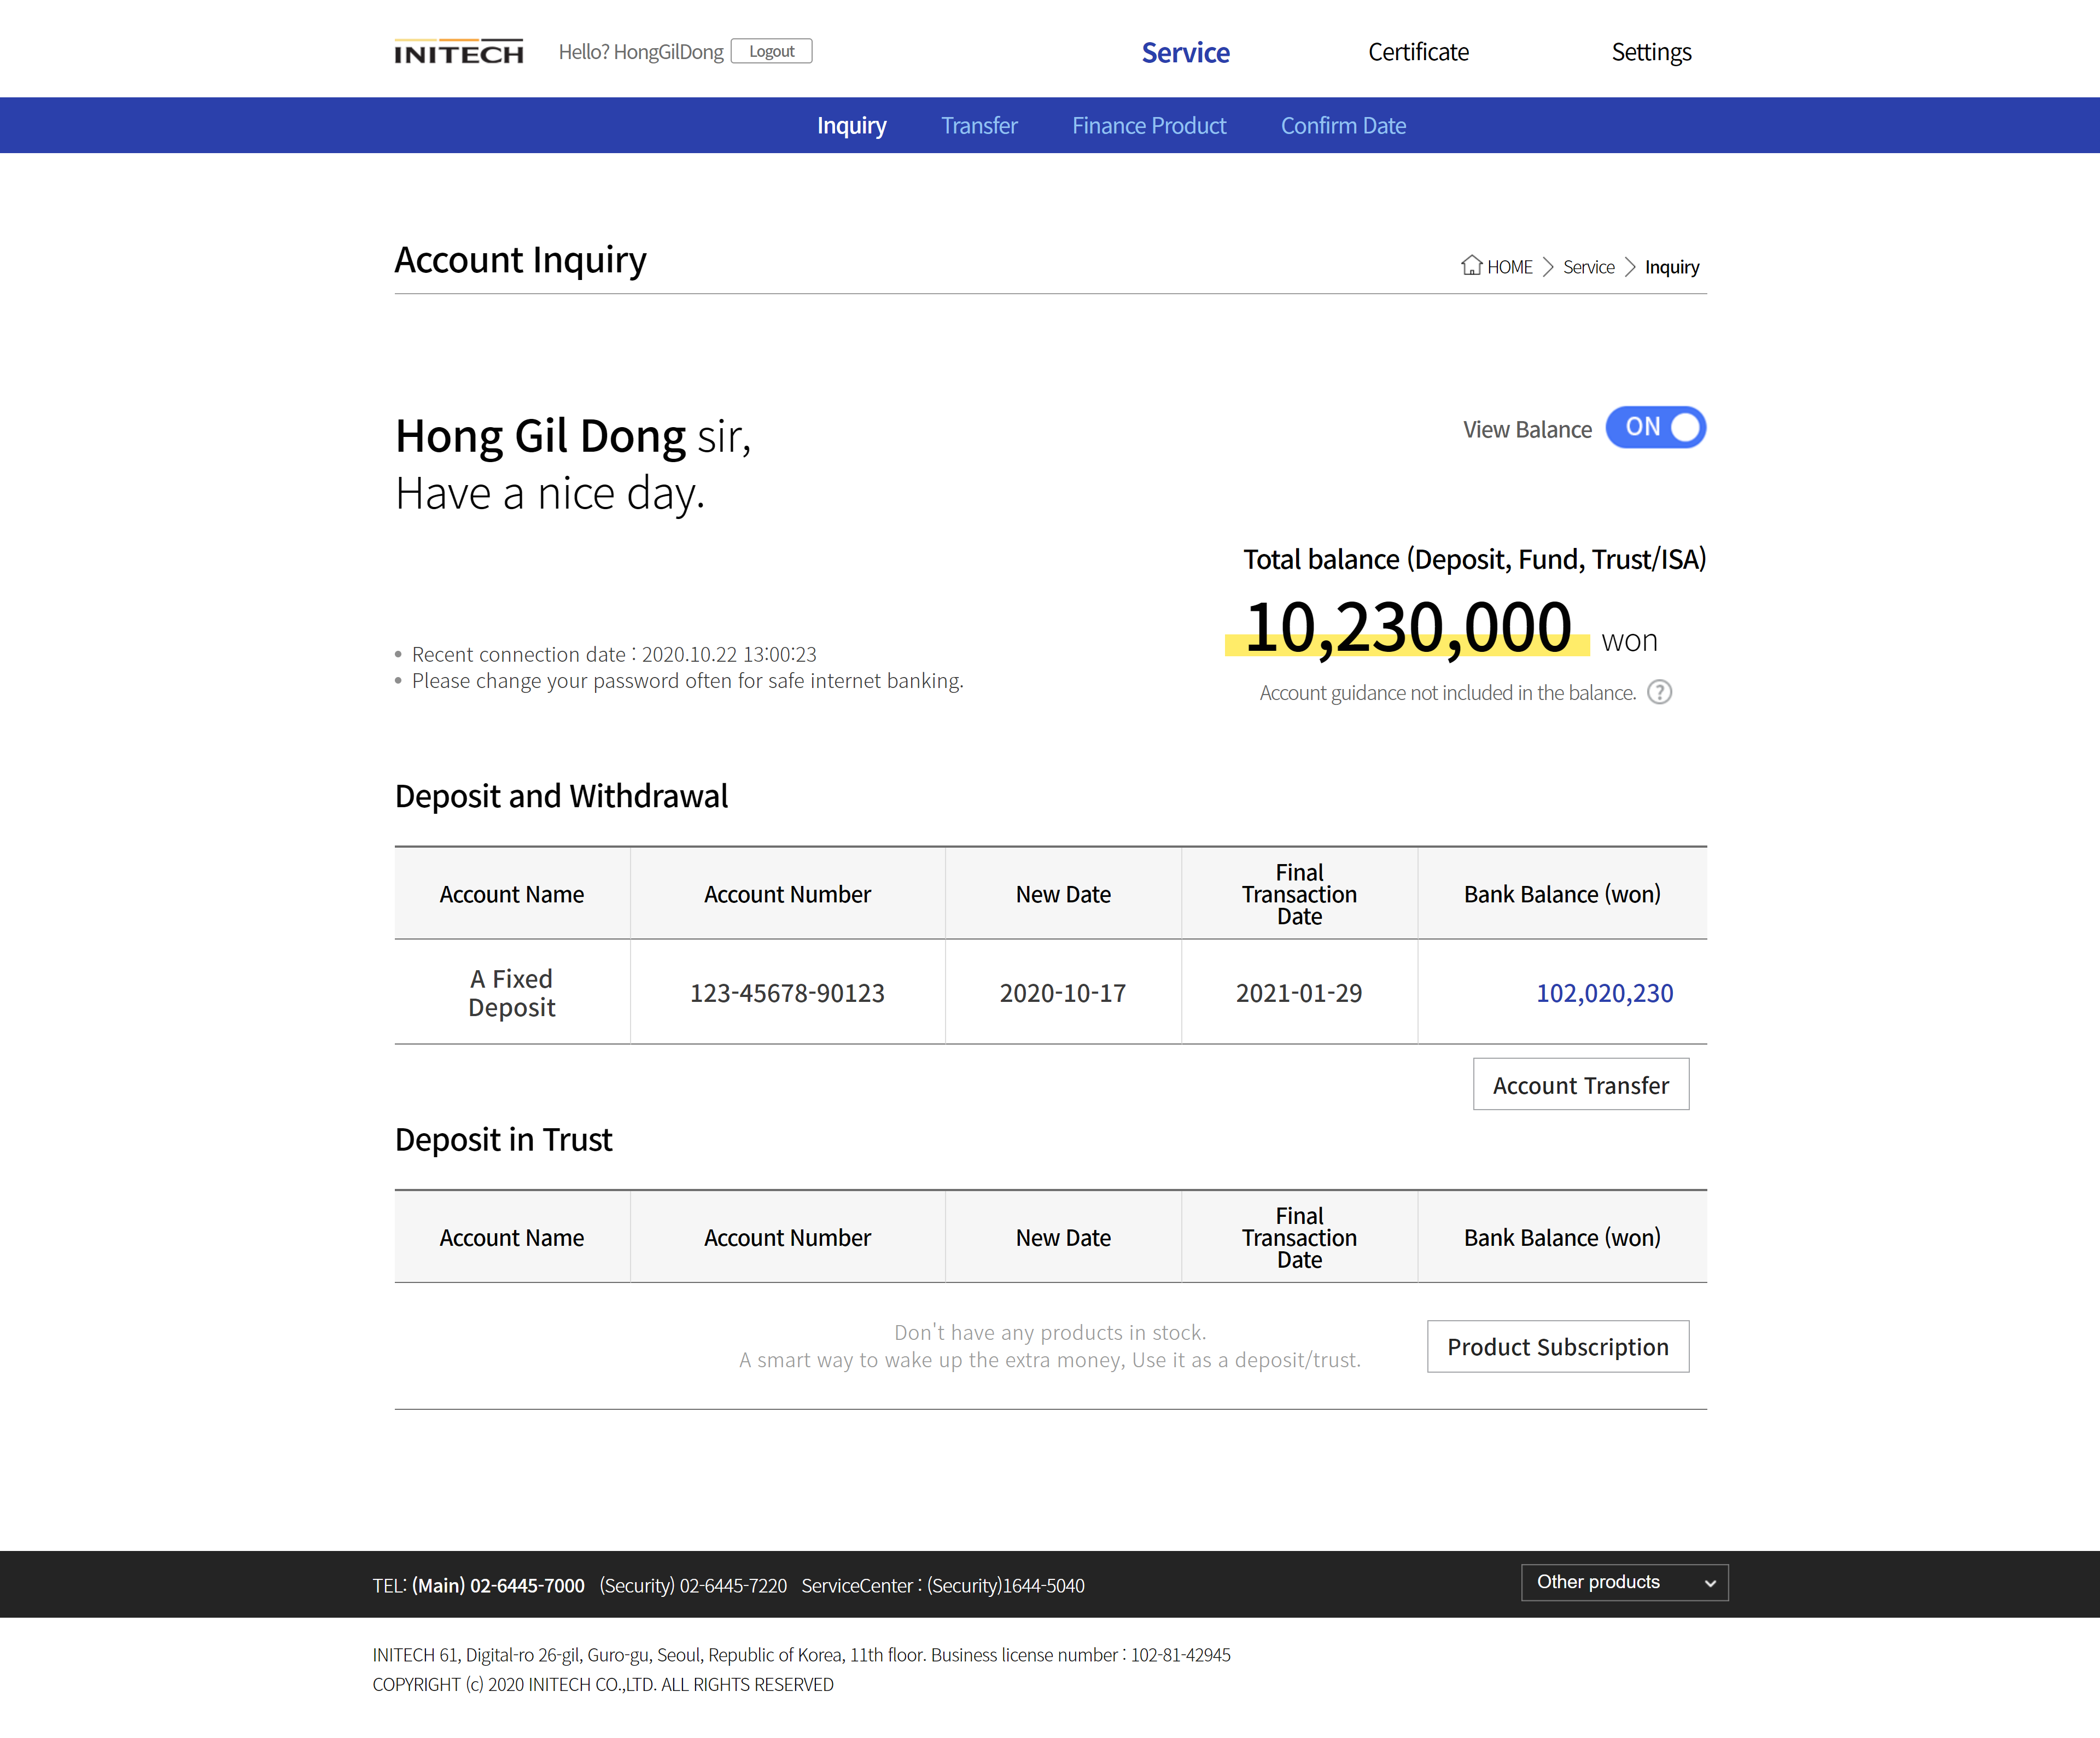 INITECH Hello? HongGilDong Logout Service Certificate Settings
Inquiry Transfer Finance Product Confirm Date
Account Inquiry
HOME Service Inquiry
Hong Gil Dong sir,
Have a nice day.
View Balance ON
Total balance (Deposit, Fund, Trust/ISA)
10,230,000 won
Account guidance not included in the balance. ?
Recent connection date : 2020.10.22 13:00:23
Please change your password often for safe internet banking.
Deposit and Withdrawal
Account Name Account Number New Date Final Transaction Date Bank Balance (won)
A Fixed Deposit 123-45678-90123 2020-10-17 2021-01-29 102,020,230
Account Transfer
Deposit in Trust
Account Name Account Number New Date Final Transaction Date Bank Balance (won)
Don't have any products in stock.
A smart way to wake up the extra money, Use it as a deposit/trust.
Product Subscription
TEL: (Main) 02-6445-7000 (Security) 02-6445-7220 ServiceCenter : (Security)1644-5040
Other products
INITECH 61, Digital-ro 26-gil, Guro-gu, Seoul, Republic of Korea, 11th floor. Business license number : 102-81-42945
COPYRIGHT (c) 2020 INITECH CO.,LTD. ALL RIGHTS RESERVED